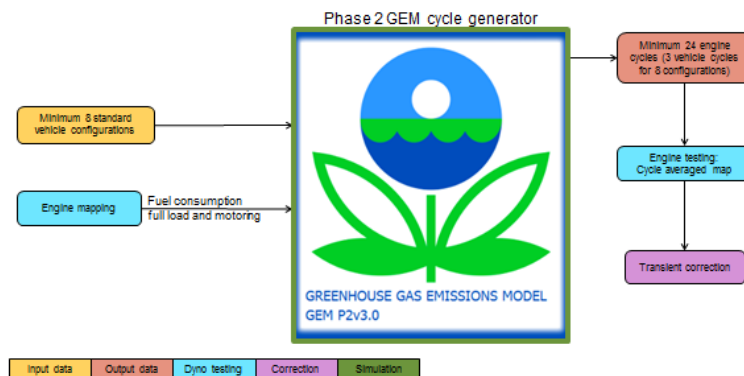 Phase 2 GEM cycle generator
Minimum 8 standard
vehicle configurations
Engine mapping
Fuel consumption
full load and motoring
GREENHOUSE GAS EMISSIONS MODEL
GEM P2v3.0
Minimum 24 engine
cycles (3 vehicle cycles
for 8 configurations)
Engine testing:
Cycle averaged map
Transient correction
Input data
Output data
Dyno testing
Correction
Simulation